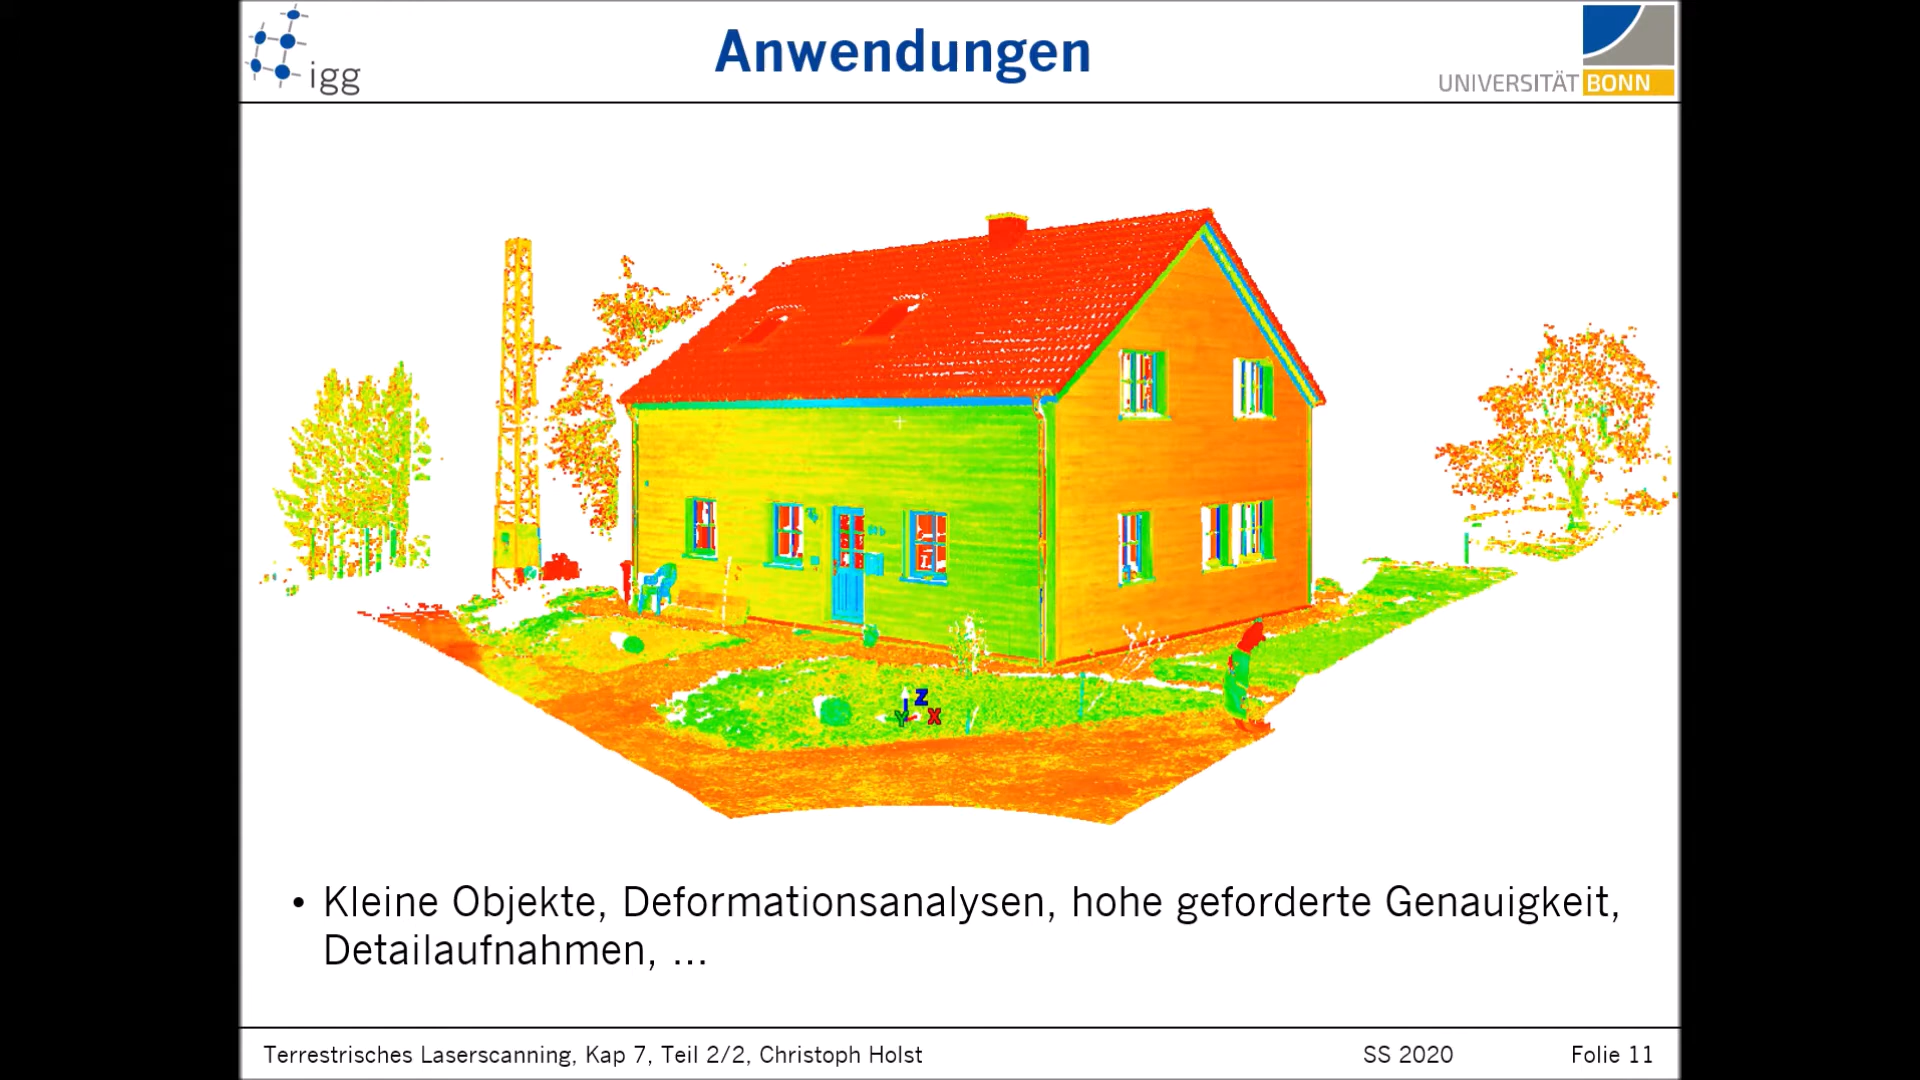 igg
Anwendungen
UNIVERSITÄT BONN
Z
Y X
• Kleine Objekte, Deformationsanalysen, hohe geforderte Genauigkeit,
Detailaufnahmen, ...
Terrestrisches Laserscanning, Kap 7, Teil 2/2, Christoph Holst
SS 2020
Folie 11